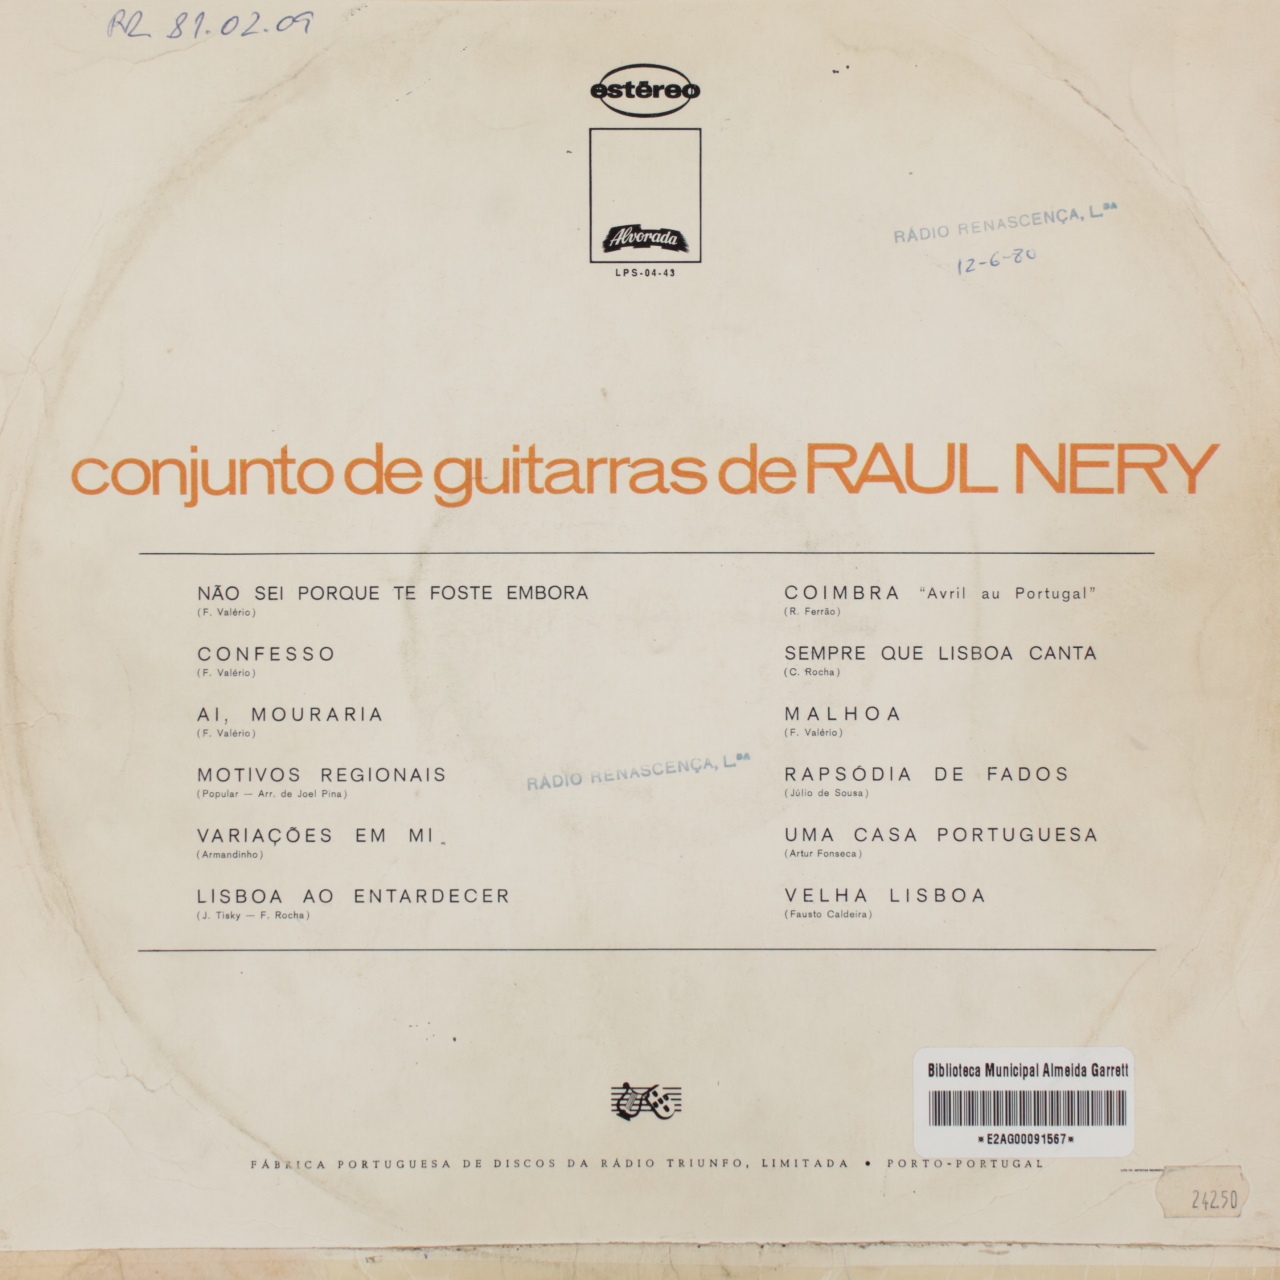 RR 81.02.09
estéreo
Alvorada
LPS-04-43
RÁDIO RENASCENÇA, L.DA
12-6-80
conjunto de guitarras de RAUL NERY
NÃO SEI PORQUE TE FOSTE EMBORA
(F. Valério)
CONFESSO
(F. Valério)
AI, MOURARIA
(F. Valério)
MOTIVOS REGIONAIS
(Popular — Arr. de Joel Pina)
VARIAÇÕES EM MI
(Armandinho)
LISBOA AO ENTARDECER
(J. Tisky — F. Rocha)
COIMBRA "Avril au Portugal"
(R. Ferrão)
SEMPRE QUE LISBOA CANTA
(C. Rocha)
MALHOA
(F. Valério)
RAPSÓDIA DE FADOS
(Júlio de Sousa)
UMA CASA PORTUGUESA
(Artur Fonseca)
VELHA LISBOA
(Fausto Caldeira)
RÁDIO RENASCENÇA, L.DA
Biblioteca Municipal Almeida Garrett
*E2AG00091567*
FÁBRICA PORTUGUESA DE DISCOS DA RÁDIO TRIUNFO, LIMITADA • PORTO-PORTUGAL
24250